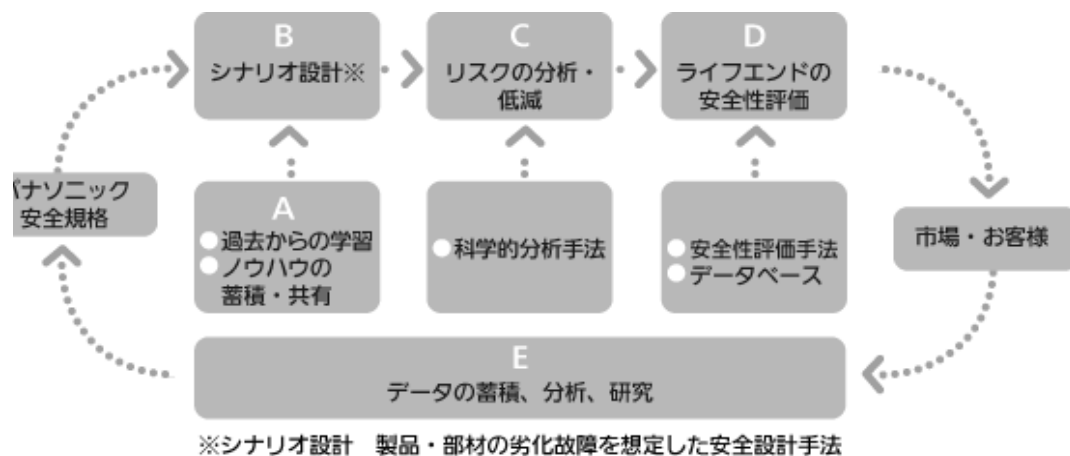 B
シナリオ設計※
C
リスクの分析・
低減
D
ライフエンドの
安全性評価
パナソニック
安全規格
A
過去からの学習
ノウハウの
蓄積・共有
科学的分析手法
安全性評価手法
データベース
市場・お客様
E
データの蓄積、分析、研究
※シナリオ設計 製品・部材の劣化故障を想定した安全設計手法